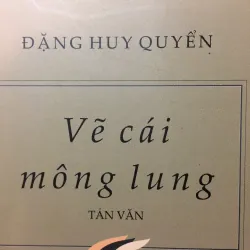 ĐẶNG HUY QUYỂN
Vẽ cái
mông lung
TẢN VĂN